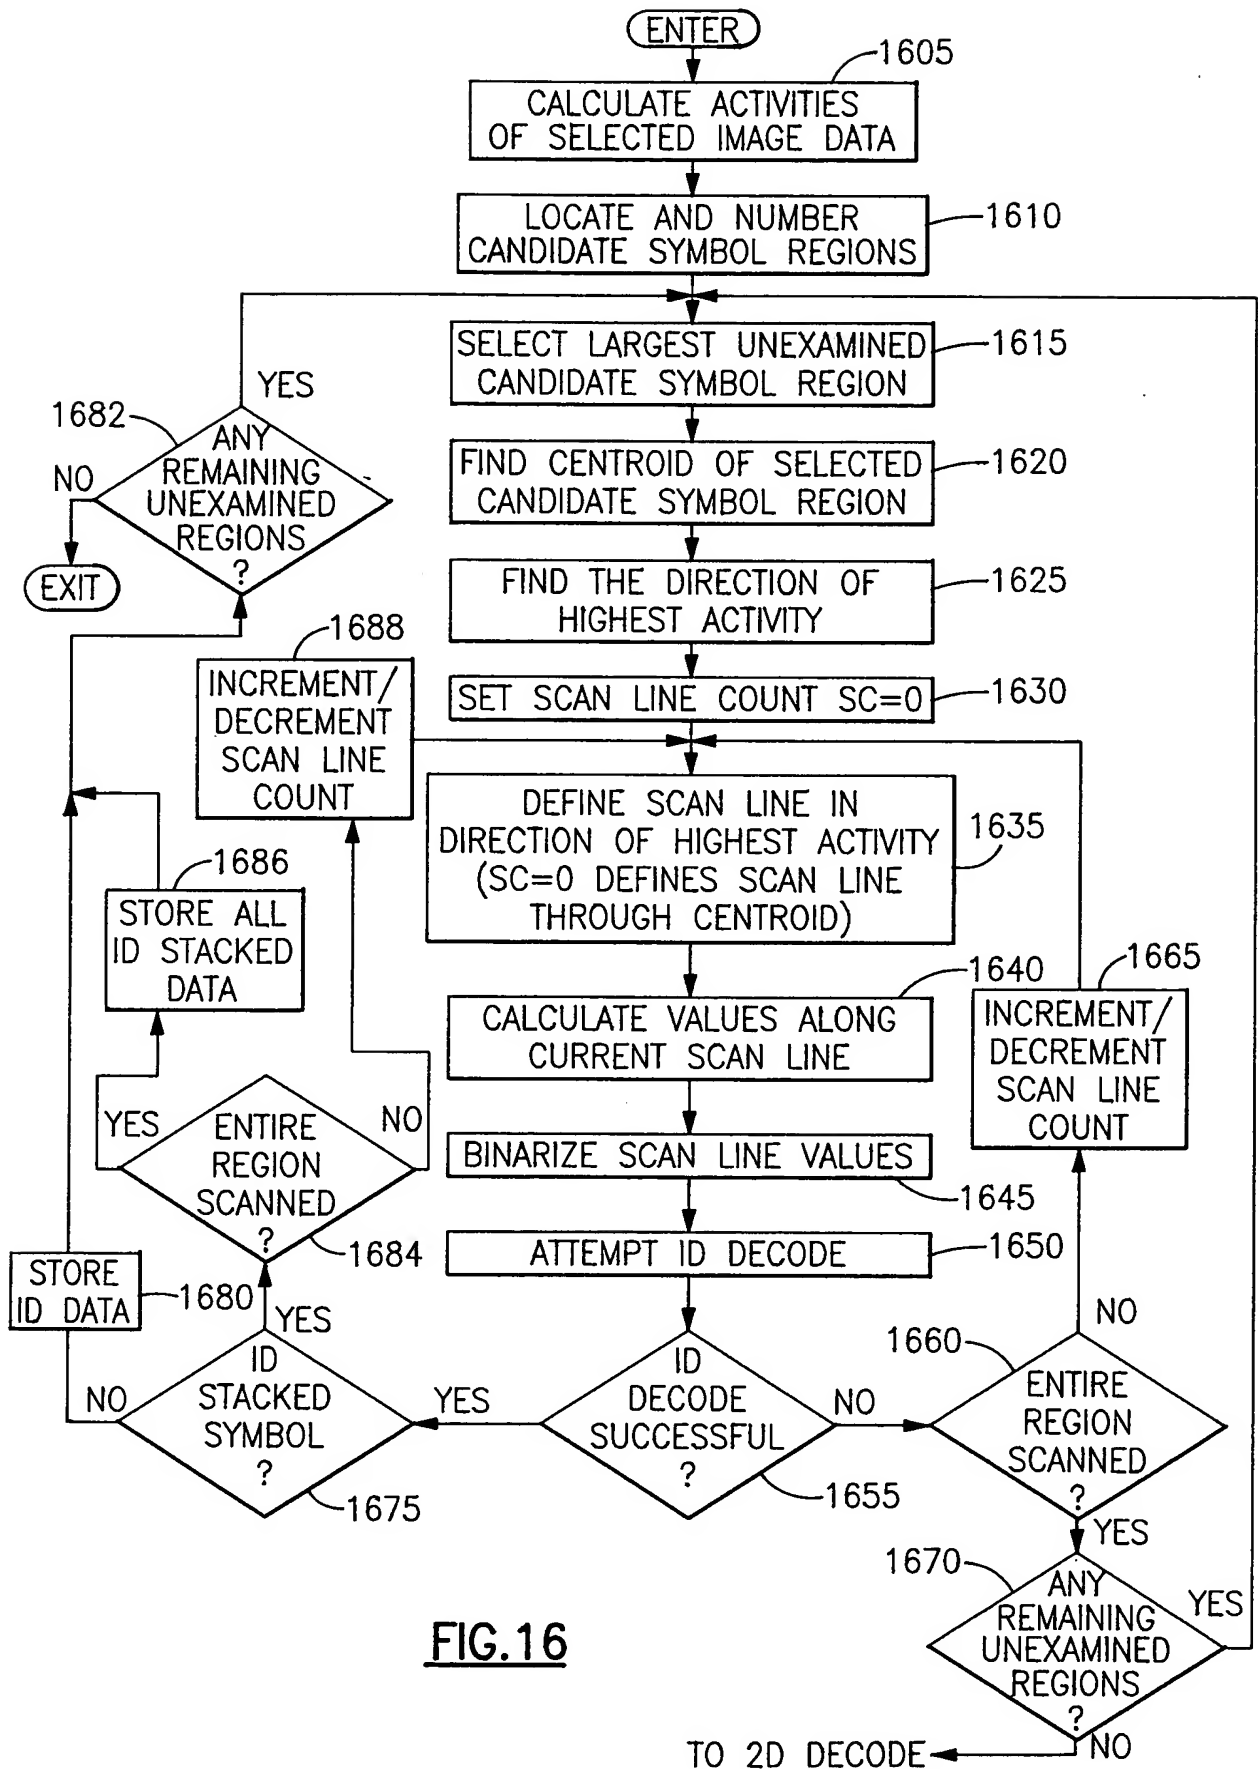 ENTER
1605
CALCULATE ACTIVITIES
OF SELECTED IMAGE DATA
LOCATE AND NUMBER
CANDIDATE SYMBOL REGIONS
1610
SELECT LARGEST UNEXAMINED
CANDIDATE SYMBOL REGION
1615
YES
1682
ANY
REMAINING
UNEXAMINED
REGIONS
?
NO
EXIT
FIND CENTROID OF SELECTED
CANDIDATE SYMBOL REGION
1620
FIND THE DIRECTION OF
HIGHEST ACTIVITY
1625
1688
INCREMENT/
DECREMENT
SCAN LINE
COUNT
SET SCAN LINE COUNT SC=0
1630
DEFINE SCAN LINE IN
DIRECTION OF HIGHEST ACTIVITY
(SC=0 DEFINES SCAN LINE
THROUGH CENTROID)
1635
1686
STORE ALL
ID STACKED
DATA
1640
CALCULATE VALUES ALONG
CURRENT SCAN LINE
1665
INCREMENT/
DECREMENT
SCAN LINE
COUNT
YES
ENTIRE
REGION
SCANNED
?
NO
1684
BINARIZE SCAN LINE VALUES
1645
ATTEMPT ID DECODE
1650
STORE
ID DATA
1680
YES
NO
ID
STACKED
SYMBOL
?
1675
YES
ID
DECODE
SUCCESSFUL
?
1655
NO
1660
NO
ENTIRE
REGION
SCANNED
?
YES
1670
ANY
REMAINING
UNEXAMINED
REGIONS
?
YES
NO
TO 2D DECODE
FIG.16